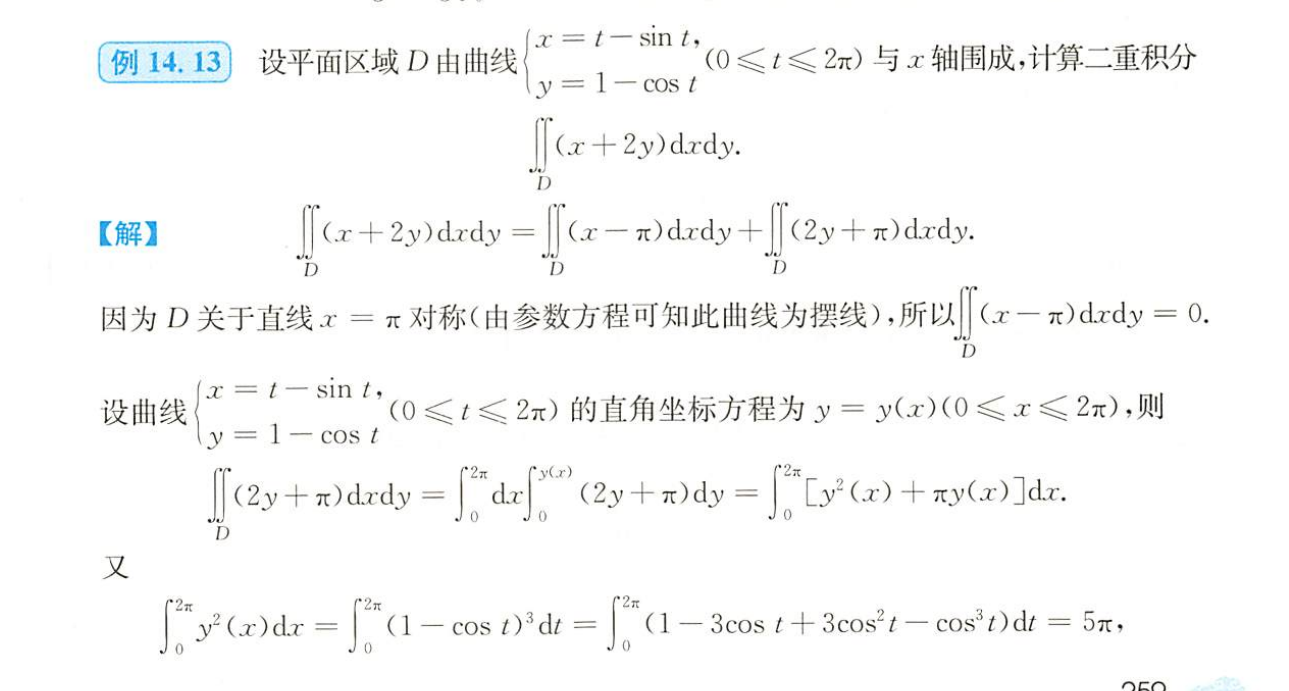 例 14.13 设平面区域 D 由曲线 { x = t − sin t, y = 1 − cos t (0 ⩽ t ⩽ 2π) 与 x 轴围成,计算二重积分
∬_D (x + 2y)dxdy.
【解】 ∬_D (x + 2y)dxdy = ∬_D (x − π)dxdy + ∬_D (2y + π)dxdy.
因为 D 关于直线 x = π 对称(由参数方程可知此曲线为摆线),所以∬_D (x − π)dxdy = 0.
设曲线 { x = t − sin t, y = 1 − cos t (0 ⩽ t ⩽ 2π) 的直角坐标方程为 y = y(x)(0 ⩽ x ⩽ 2π),则
∬_D (2y + π)dxdy = ∫_0^{2π} dx ∫_0^{y(x)} (2y + π)dy = ∫_0^{2π} [y²(x) + πy(x)]dx.
又
∫_0^{2π} y²(x)dx = ∫_0^{2π} (1 − cos t)³dt = ∫_0^{2π} (1 − 3cos t + 3cos²t − cos³t)dt = 5π,